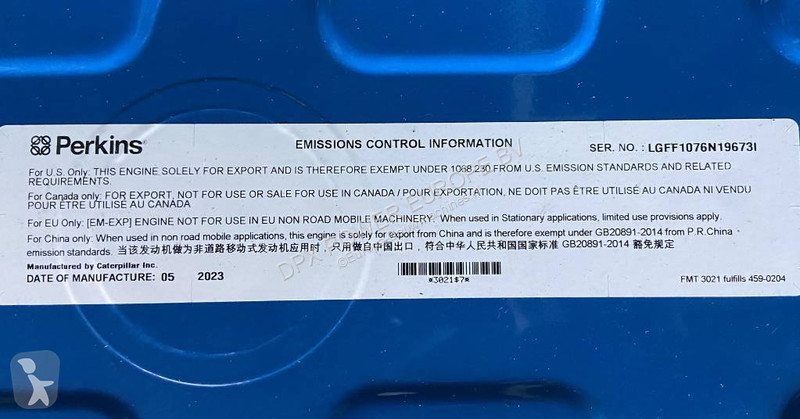 Perkins
EMISSIONS CONTROL INFORMATION
SER. NO. : LGFF1076N19673I
For U.S. Only: THIS ENGINE SOLELY FOR EXPORT AND IS THEREFORE EXEMPT UNDER 1068.230 FROM U.S. EMISSION STANDARDS AND RELATED
REQUIREMENTS
For Canada only: FOR EXPORT, NOT FOR USE OR SALE FOR USE IN CANADA / POUR EXPORTATION, NE DOIT PAS ÊTRE UTILISÉ AU CANADA NI VENDU
POUR ÊTRE UTILISÉ AU CANADA
For EU Only: [EM-EXP] ENGINE NOT FOR USE IN EU NON ROAD MOBILE MACHINERY. When used in Stationary applications, limited use provisions apply.
For China only: When used in non road mobile applications, this engine is solely for export from China and is therefore exempt under GB20891-2014 from P.R.China
emission standards. 当该发动机做为非道路移动式发动机应用时，只用做自中国出口，符合中华人民共和国国家标准 GB20891-2014 豁免规定
Manufactured by Caterpillar Inc.
DATE OF MANUFACTURE: 05 2023
*3021$7*
FMT 3021 fulfills 459-0204
DPX POWER EUROPE BV